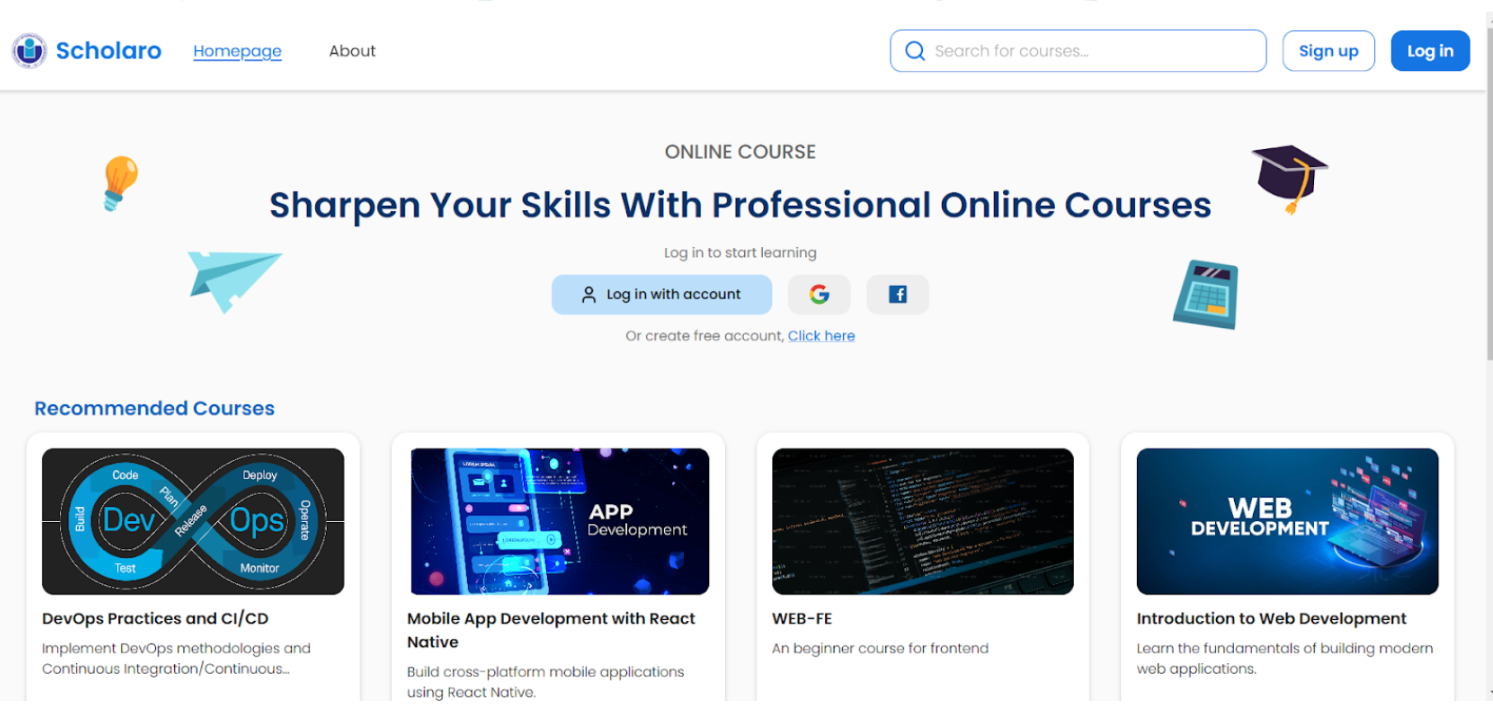 Scholaro
Homepage
About
Search for courses...
Sign up
Log in
ONLINE COURSE
Sharpen Your Skills With Professional Online Courses
Log in to start learning
Log in with account
Or create free account, Click here
Recommended Courses
Code
Deploy
Plan
Build
Dev
Release
Ops
Operate
Test
Monitor
DevOps Practices and CI/CD
Implement DevOps methodologies and
Continuous Integration/Continuous...
APP
Development
Mobile App Development with React
Native
Build cross-platform mobile applications
using React Native.
WEB-FE
An beginner course for frontend
WEB
DEVELOPMENT
Introduction to Web Development
Learn the fundamentals of building modern
web applications.